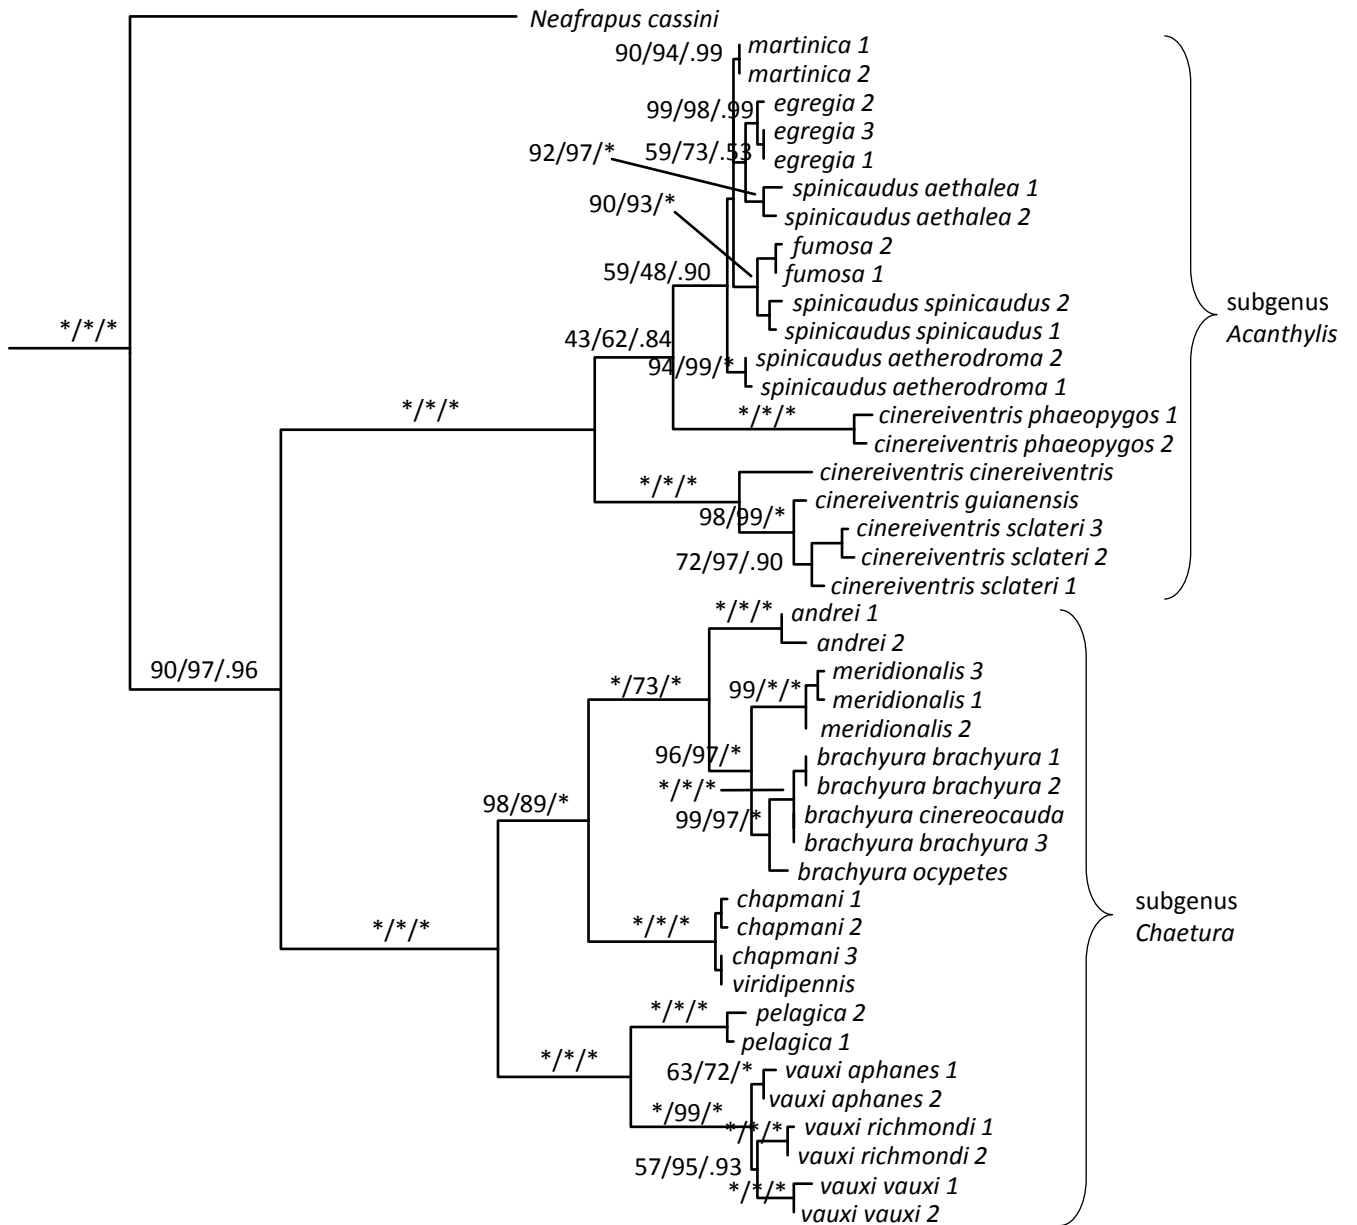 Neafrapus cassini
martinica 1
90/94/.99
martinica 2
egregia 2
99/98/.99
egregia 3
59/73/.53
92/97/*
egregia 1
spinicaudus aethalea 1
90/93/*
spinicaudus aethalea 2
fumosa 2
59/48/.90
fumosa 1
spinicaudus spinicaudus 2
subgenus
Acanthylis
spinicaudus spinicaudus 1
*/*/*
43/62/.84
spinicaudus aetherodroma 2
94/99/*
spinicaudus aetherodroma 1
*/*/*
*/*/*
cinereiventris phaeopygos 1
cinereiventris phaeopygos 2
cinereiventris cinereiventris
*/*/*
cinereiventris guianensis
98/99/*
cinereiventris sclateri 3
cinereiventris sclateri 2
72/97/.90
cinereiventris sclateri 1
*/*/*
andrei 1
andrei 2
90/97/.96
meridionalis 3
*/73/*
99/*/*
meridionalis 1
meridionalis 2
96/97/*
brachyura brachyura 1
*/*/*
brachyura brachyura 2
98/89/*
brachyura cinereocauda
99/97/*
brachyura brachyura 3
brachyura ocypetes
chapmani 1
subgenus
Chaetura
*/*/*
*/*/*
chapmani 2
chapmani 3
viridipennis
*/*/*
pelagica 2
pelagica 1
*/*/*
63/72/*
vauxi aphanes 1
vauxi aphanes 2
*/99/*
*/*/*
vauxi richmondi 1
vauxi richmondi 2
57/95/.93
*/*/*
vauxi vauxi 1
vauxi vauxi 2